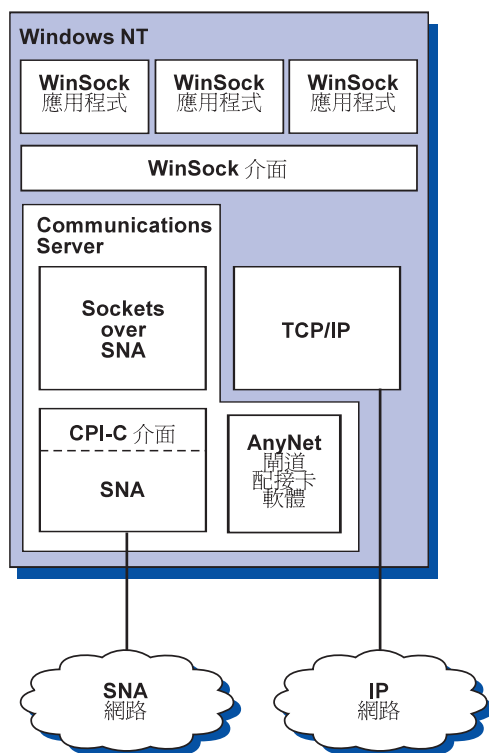 Windows NT
WinSock
應用程式
WinSock
應用程式
WinSock
應用程式
WinSock 介面
Communications
Server
Sockets
over
SNA
TCP/IP
CPI-C 介面
SNA
AnyNet
閘道
配接卡
軟體
SNA
網路
IP
網路